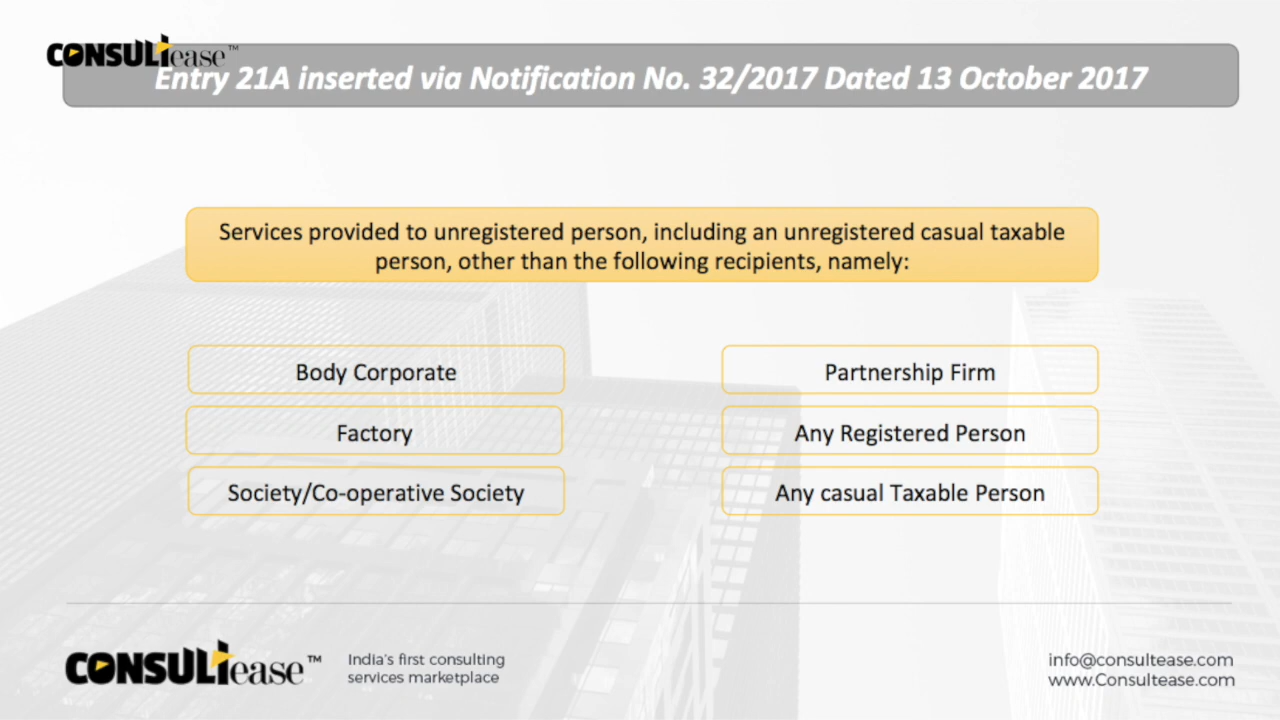 CONSULTease™
Entry 21A inserted via Notification No. 32/2017 Dated 13 October 2017
Services provided to unregistered person, including an unregistered casual taxable
person, other than the following recipients, namely:
Body Corporate
Partnership Firm
Factory
Any Registered Person
Society/Co-operative Society
Any casual Taxable Person
CONSULTease™
India's first consulting
services marketplace
info@consultease.com
www.Consultease.com